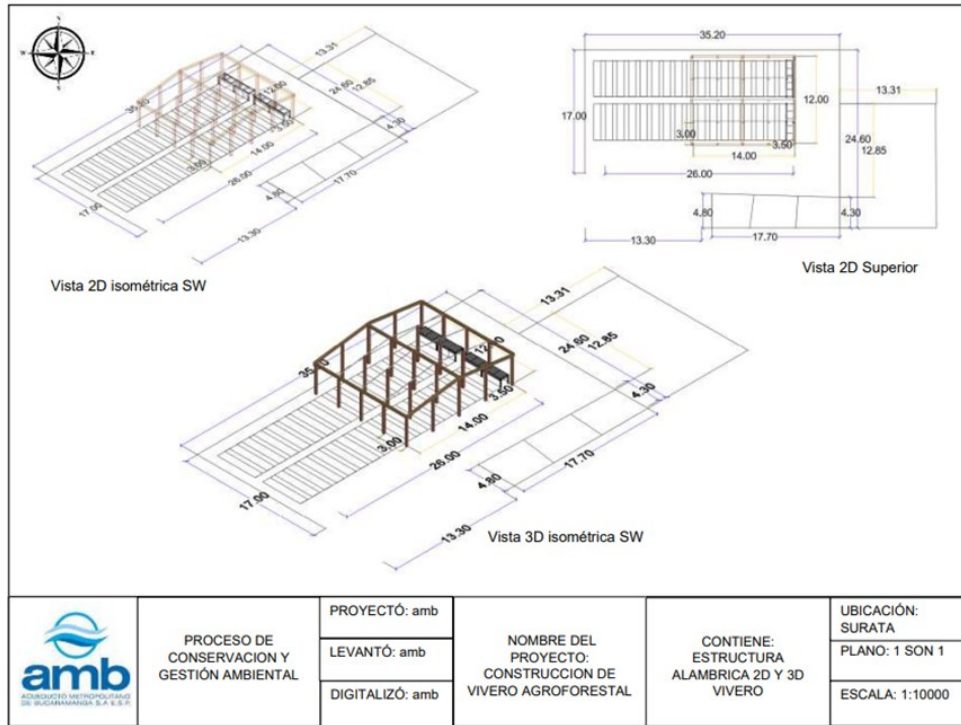 13.31
24.60
12.85
35.20
12.00
3.50
4.30
3.00
14.00
26.00
17.00
4.80
17.70
13.30
Vista 2D isométrica SW
35.20
13.31
17.00
12.00
24.60
12.85
3.00
3.50
14.00
26.00
4.80
4.30
13.30
17.70
Vista 2D Superior
13.31
24.60
12.85
3.50
4.30
3.00
14.00
26.00
17.00
4.80
17.70
13.30
Vista 3D isométrica SW
amb
ACUEDUCTO METROPOLITANO
DE BUCARAMANGA S.A E.S.P.
PROCESO DE
CONSERVACION Y
GESTIÓN AMBIENTAL
PROYECTÓ: amb
LEVANTÓ: amb
DIGITALIZÓ: amb
NOMBRE DEL
PROYECTO:
CONSTRUCCION DE
VIVERO AGROFORESTAL
CONTIENE:
ESTRUCTURA
ALAMBRICA 2D Y 3D
VIVERO
UBICACIÓN:
SURATA
PLANO: 1 SON 1
ESCALA: 1:10000